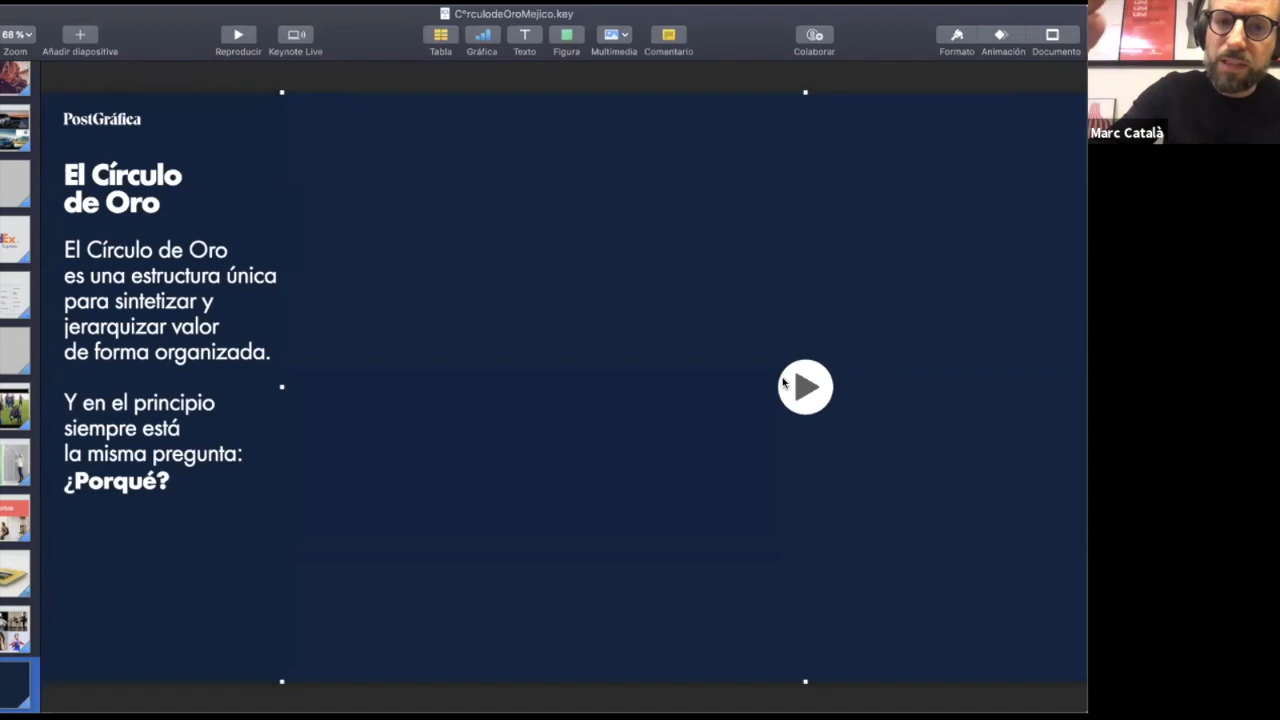 C°rculodeOroMejico.key
68 %
Zoom
Añadir diapositiva
Reproducir
Keynote Live
Tabla
Gráfica
Texto
Figura
Multimedia
Comentario
Colaborar
Formato
Animación
Documento
Marc Català
PostGráfica
El Círculo
de Oro
El Círculo de Oro
es una estructura única
para sintetizar y
jerarquizar valor
de forma organizada.
Y en el principio
siempre está
la misma pregunta:
¿Porqué?